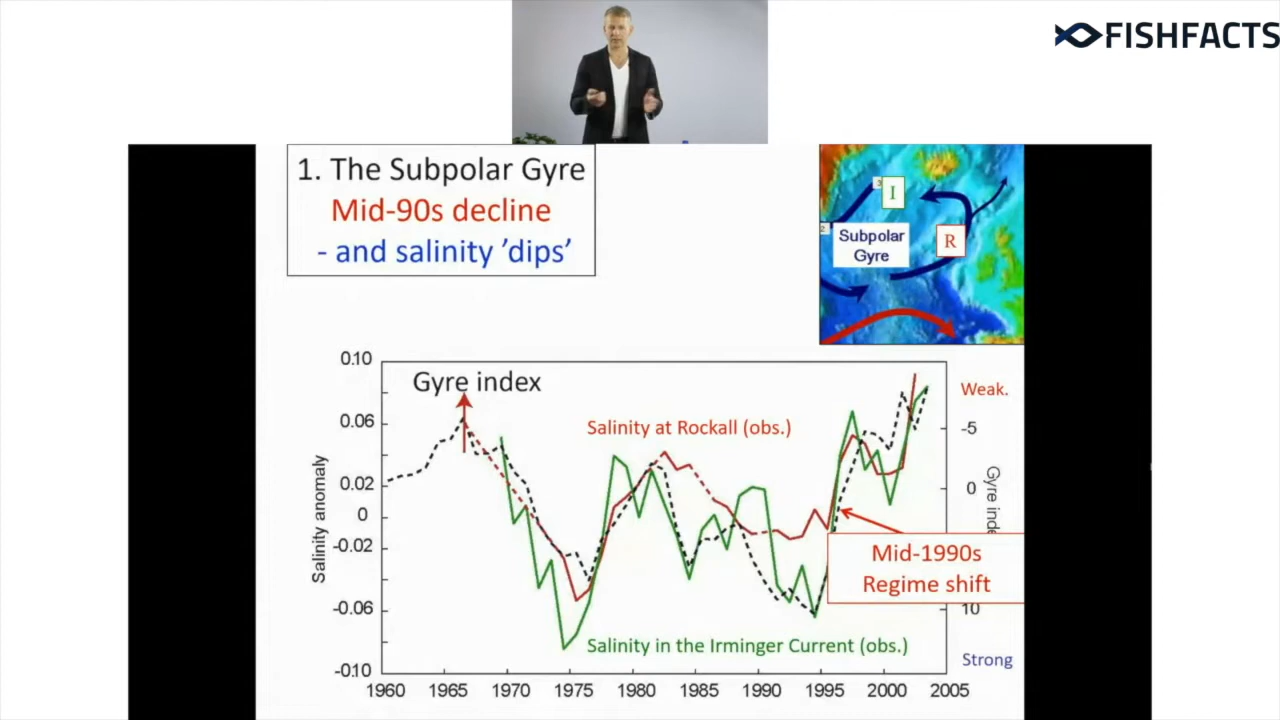 FISHFACTS
1. The Subpolar Gyre
Mid-90s decline
- and salinity ’dips’
3
I
2
Subpolar
Gyre
R
0.10
0.06
0.02
0
-0.02
-0.06
-0.10
Salinity anomaly
Gyre index
Salinity at Rockall (obs.)
Salinity in the Irminger Current (obs.)
Weak.
-5
0
Gyre inde
Mid-1990s
Regime shift
10
Strong
1960 1965 1970 1975 1980 1985 1990 1995 2000 2005